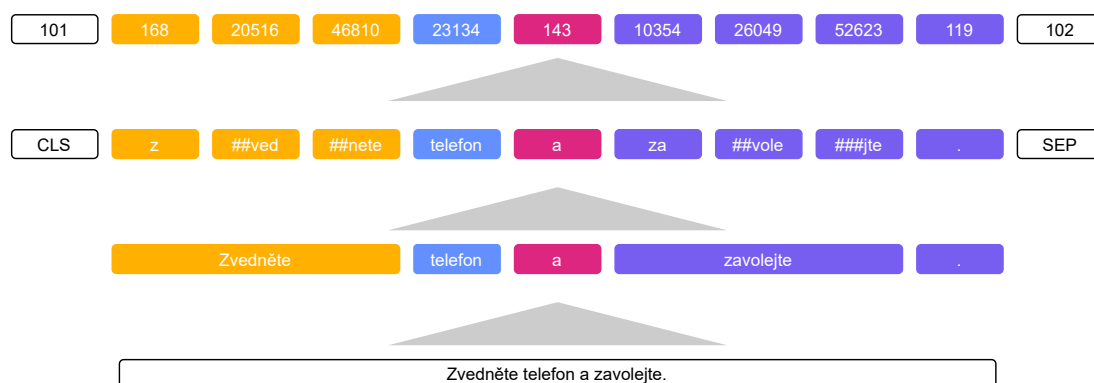 101 168 20516 46810 23134 143 10354 26049 52623 119 102
CLS z ##ved ##nete telefon a za ##vole ###jte . SEP
Zvedněte telefon a zavolejte .
Zvedněte telefon a zavolejte.